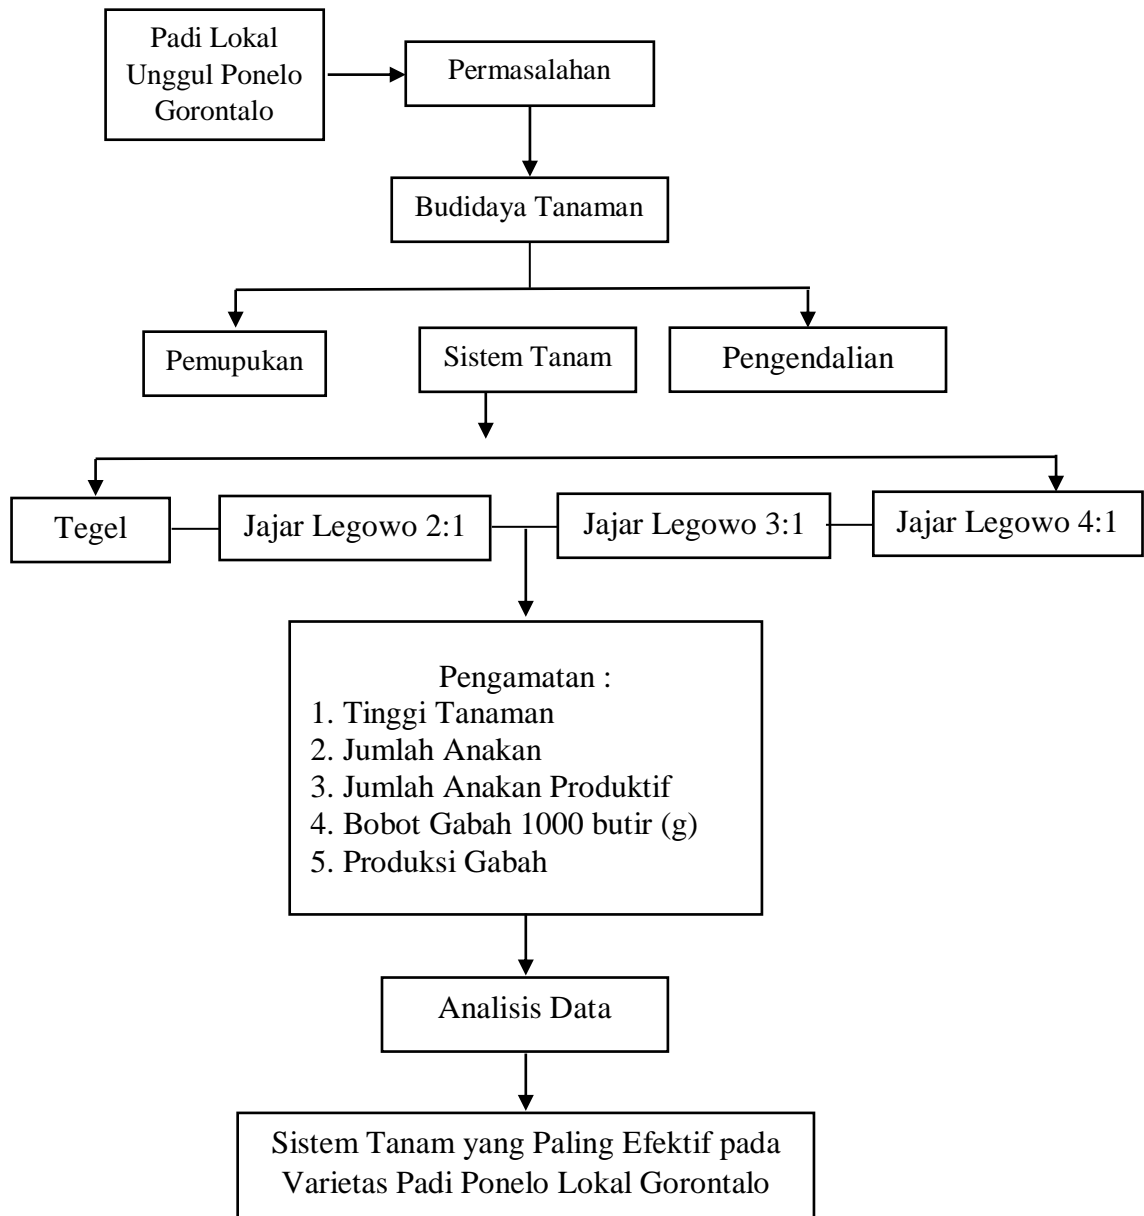 Padi Lokal
Unggul Ponelo
Gorontalo
Permasalahan
Budidaya Tanaman
Pemupukan
Sistem Tanam
Pengendalian
Tegel
Jajar Legowo 2:1
Jajar Legowo 3:1
Jajar Legowo 4:1
Pengamatan :
1. Tinggi Tanaman
2. Jumlah Anakan
3. Jumlah Anakan Produktif
4. Bobot Gabah 1000 butir (g)
5. Produksi Gabah
Analisis Data
Sistem Tanam yang Paling Efektif pada
Varietas Padi Ponelo Lokal Gorontalo